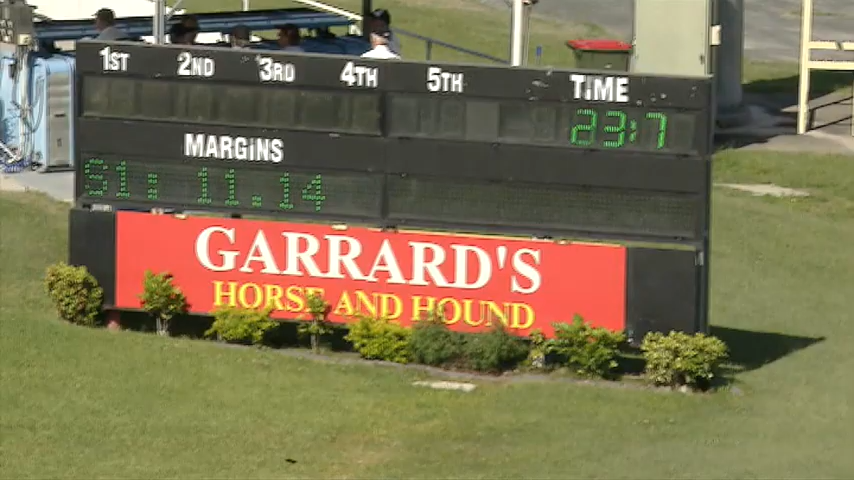 1ST 2ND 3RD 4TH 5TH TIME
23:7
MARGINS
S1: 11.14
GARRARD'S
HORSE AND HOUND